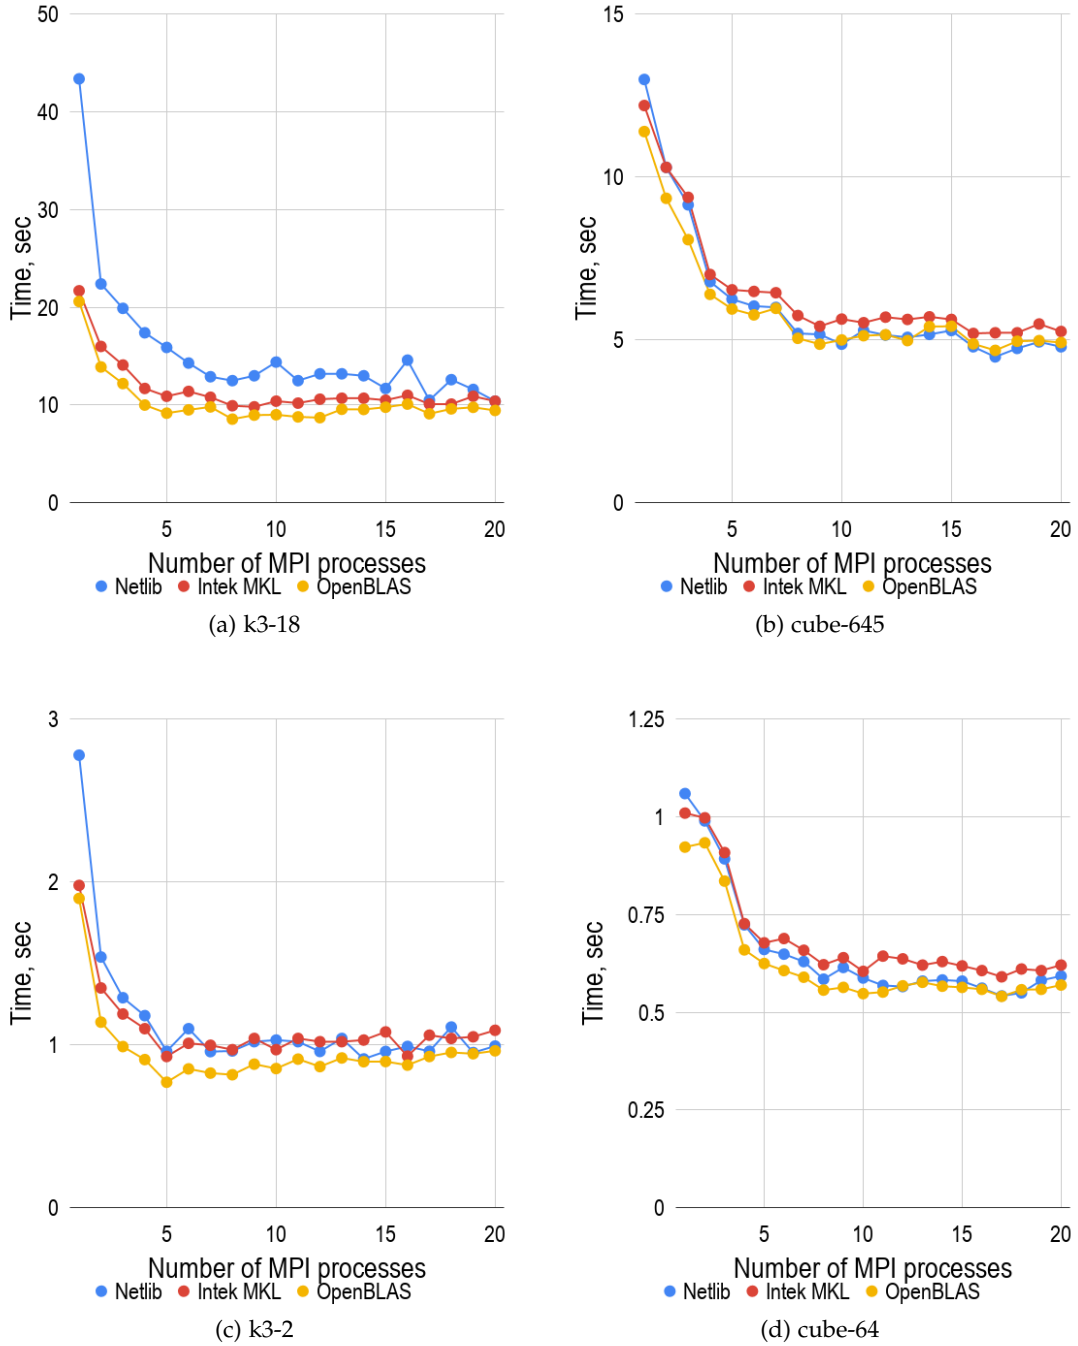 50
40
30
20
10
0
Time, sec
5 10 15 20
Number of MPI processes
Netlib Intek MKL OpenBLAS
(a) k3-18
15
10
5
0
Time, sec
5 10 15 20
Number of MPI processes
Netlib Intek MKL OpenBLAS
(b) cube-645
3
2
1
0
Time, sec
5 10 15 20
Number of MPI processes
Netlib Intek MKL OpenBLAS
(c) k3-2
1.25
1
0.75
0.5
0.25
0
Time, sec
5 10 15 20
Number of MPI processes
Netlib Intek MKL OpenBLAS
(d) cube-64